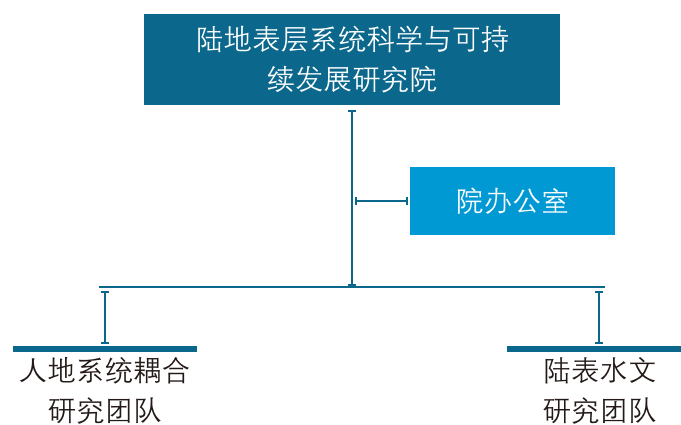 陆地表层系统科学与可持
续发展研究院
院办公室
人地系统耦合
研究团队
陆表水文
研究团队